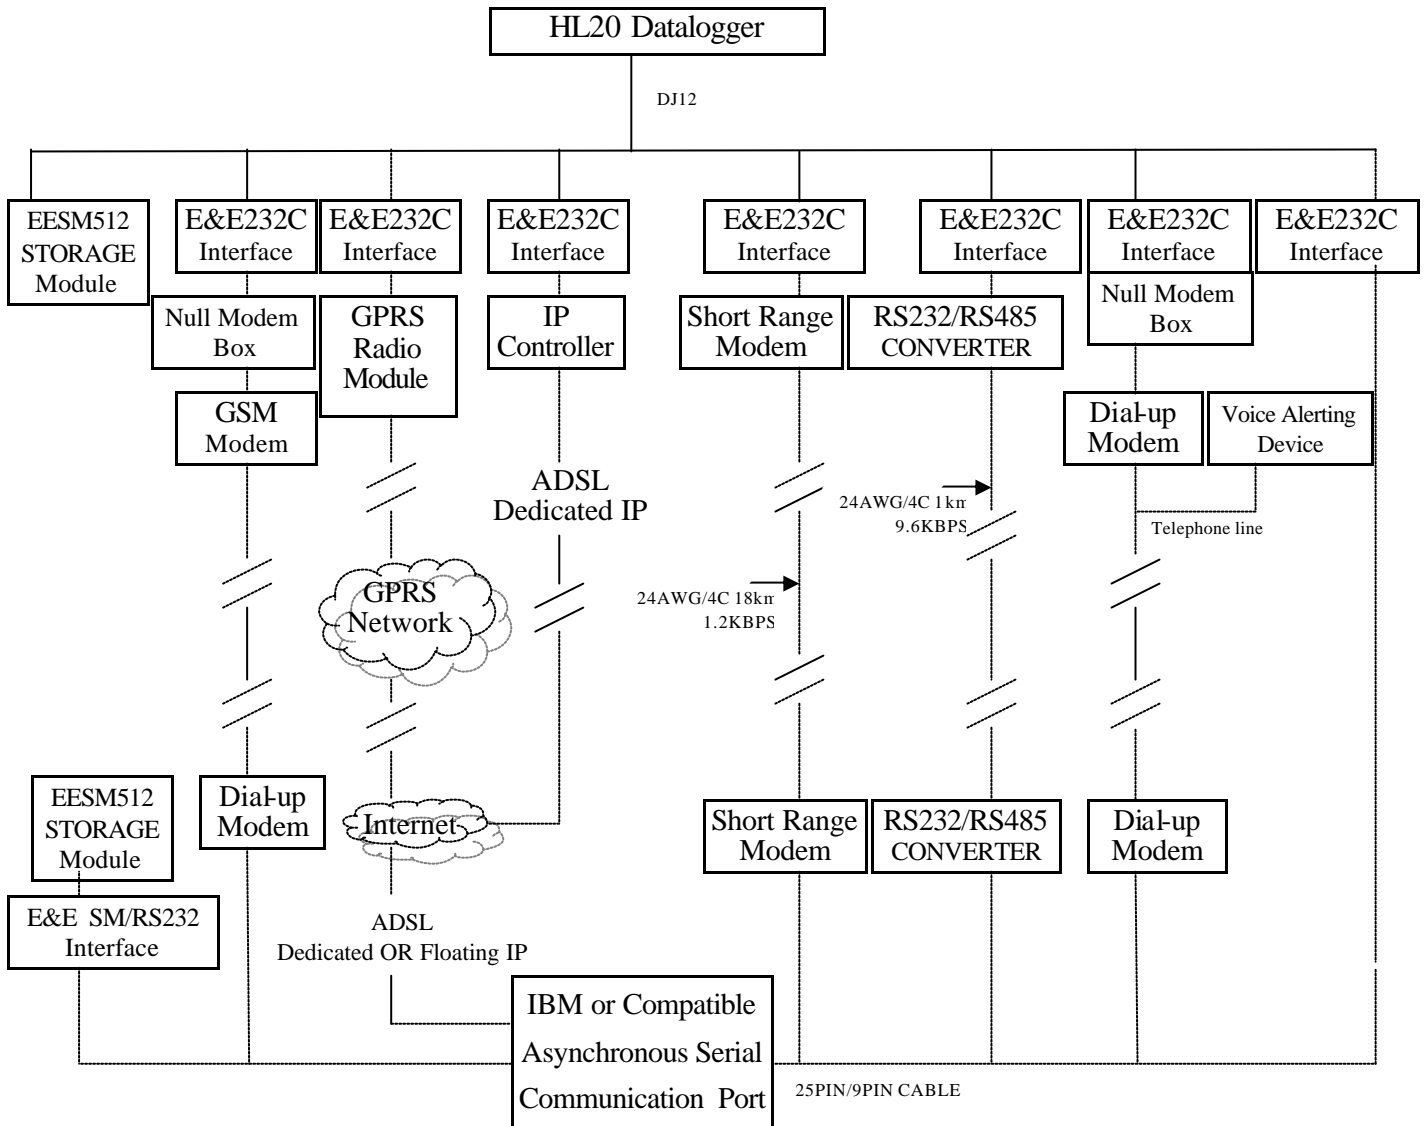 HL20 Datalogger
DJ12
EESM512
STORAGE
Module
E&E232C
Interface
E&E232C
Interface
E&E232C
Interface
E&E232C
Interface
E&E232C
Interface
E&E232C
Interface
E&E232C
Interface
Null Modem
Box
GPRS
Radio
Module
IP
Controller
Short Range
Modem
RS232/RS485
CONVERTER
Null Modem
Box
GSM
Modem
Dial-up
Modem
Voice Alerting
Device
ADSL
Dedicated IP
24AWG/4C 1km
9.6KBPS
Telephone line
GPRS
Network
24AWG/4C 18km
1.2KBPS
EESM512
STORAGE
Module
Dial-up
Modem
Internet
Short Range
Modem
RS232/RS485
CONVERTER
Dial-up
Modem
E&E SM/RS232
Interface
ADSL
Dedicated OR Floating IP
IBM or Compatible
Asynchronous Serial
Communication Port
25PIN/9PIN CABLE